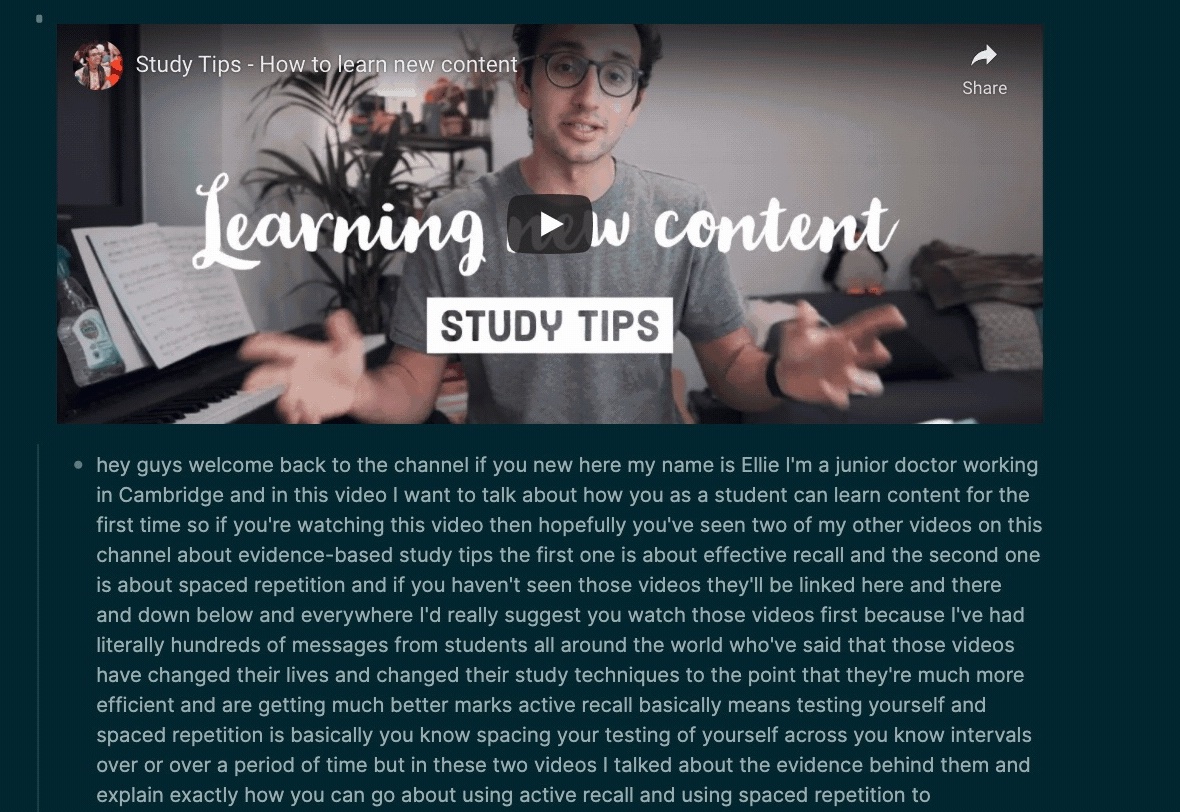 Study Tips - How to learn new content
Share
Learning new content
STUDY TIPS
hey guys welcome back to the channel if you new here my name is Ellie I'm a junior doctor working
in Cambridge and in this video I want to talk about how you as a student can learn content for the
first time so if you're watching this video then hopefully you've seen two of my other videos on this
channel about evidence-based study tips the first one is about effective recall and the second one
is about spaced repetition and if you haven't seen those videos they'll be linked here and there
and down below and everywhere I'd really suggest you watch those videos first because I've had
literally hundreds of messages from students all around the world who've said that those videos
have changed their lives and changed their study techniques to the point that they're much more
efficient and are getting much better marks active recall basically means testing yourself and
spaced repetition is basically you know spacing your testing of yourself across you know intervals
over or over a period of time but in these two videos I talked about the evidence behind them and
explain exactly how you can go about using active recall and using spaced repetition to